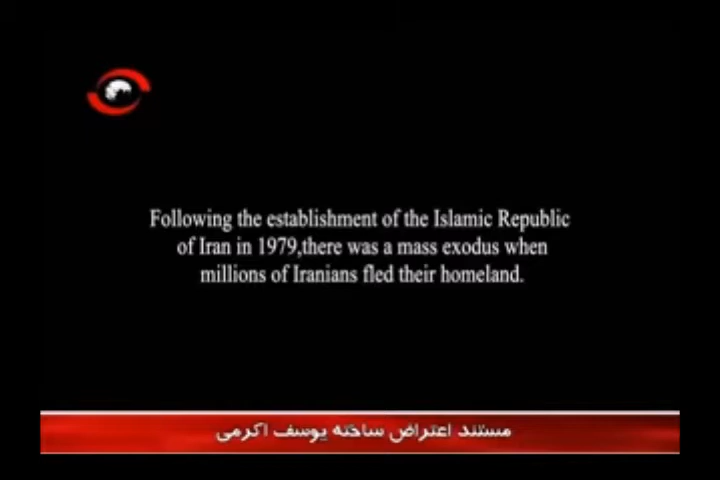 Following the establishment of the Islamic Republic
of Iran in 1979,there was a mass exodus when
millions of Iranians fled their homeland.
مستند اعتراض ساخته یوسف اکرمی